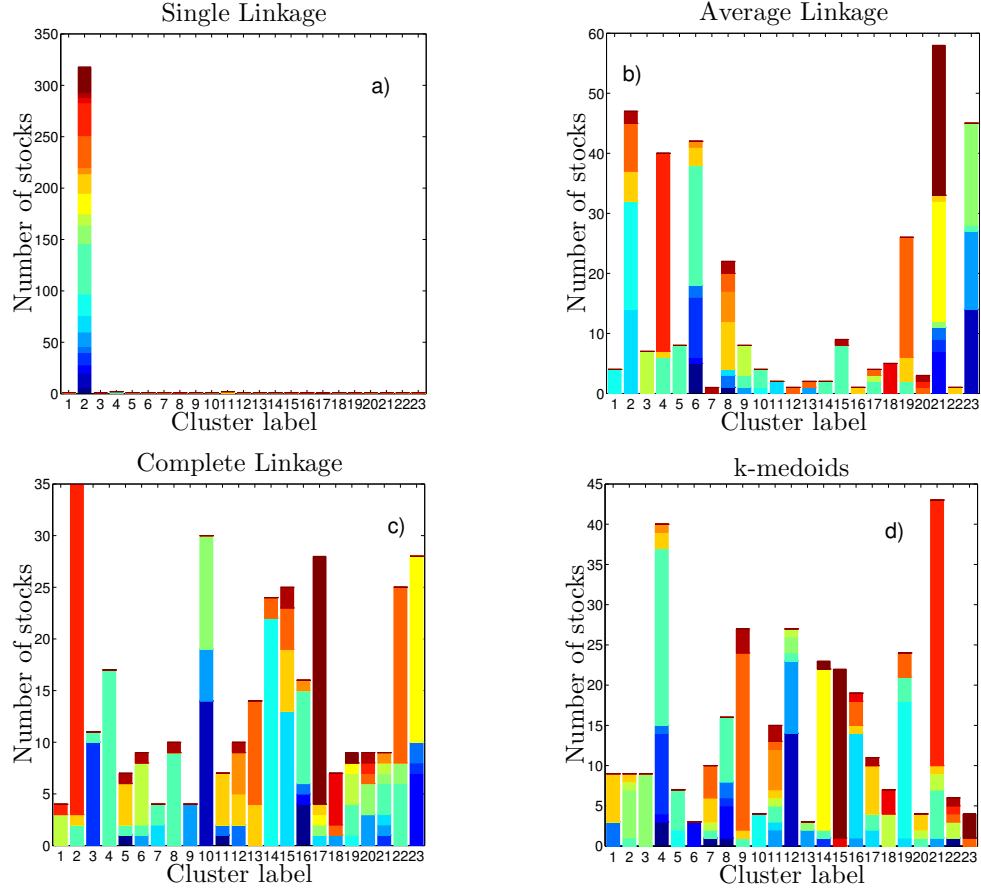 Single Linkage
350
300
250
200
150
100
50
0
Number of stocks
a)
1 2 3 4 5 6 7 8 9 10 11 12 13 14 15 16 17 18 19 20 21 22 23
Cluster label
Average Linkage
60
50
40
30
20
10
0
Number of stocks
b)
1 2 3 4 5 6 7 8 9 10 11 12 13 14 15 16 17 18 19 20 21 22 23
Cluster label
Complete Linkage
35
30
25
20
15
10
5
0
Number of stocks
c)
1 2 3 4 5 6 7 8 9 10 11 12 13 14 15 16 17 18 19 20 21 22 23
Cluster label
k-medoids
45
40
35
30
25
20
15
10
5
0
Number of stocks
d)
1 2 3 4 5 6 7 8 9 10 11 12 13 14 15 16 17 18 19 20 21 22 23
Cluster label